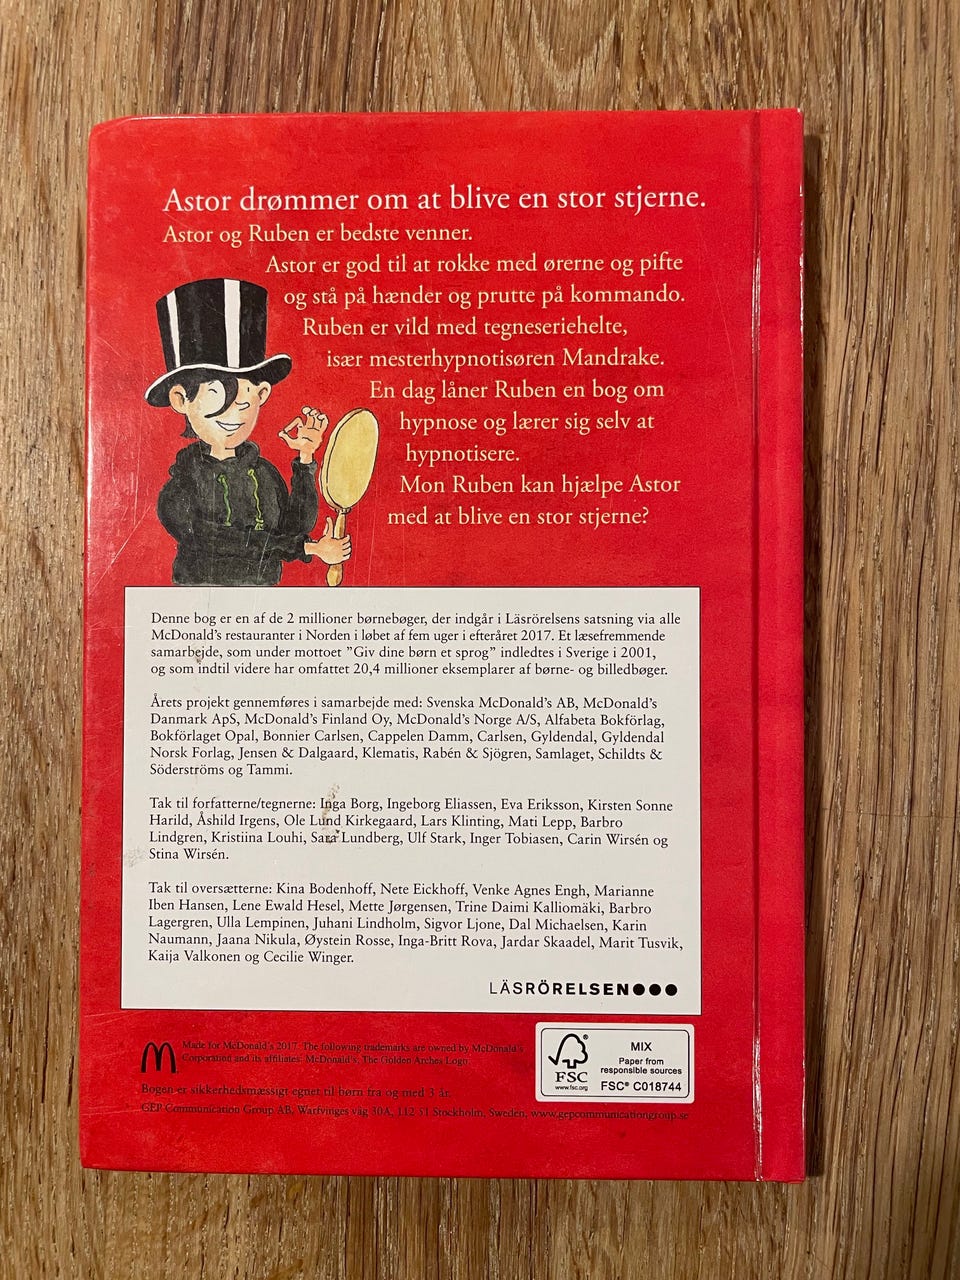 Astor drømmer om at blive en stor stjerne.
Astor og Ruben er bedste venner.
Astor er god til at rokke med ørerne og pifte
og stå på hænder og prutte på kommando.
Ruben er vild med tegneseriehelte,
især mesterhypnotisøren Mandrake.
En dag låner Ruben en bog om
hypnose og lærer sig selv at
hypnotisere.
Mon Ruben kan hjælpe Astor
med at blive en stor stjerne?
Denne bog er en af de 2 millioner børnebøger, der indgår i Läsrörelsens satsning via alle
McDonald's restauranter i Norden i løbet af fem uger i efteråret 2017. Et læsefremmende
samarbejde, som under mottoet "Giv dine børn et sprog" indledtes i Sverige i 2001,
og som indtil videre har omfattet 20,4 millioner eksemplarer af børne- og billedbøger.
Årets projekt gennemføres i samarbejde med: Svenska McDonald's AB, McDonald's
Danmark ApS, McDonald's Finland Oy, McDonald's Norge A/S, Alfabeta Bokförlag,
Bokförlaget Opal, Bonnier Carlsen, Cappelen Damm, Carlsen, Gyldendal, Gyldendal
Norsk Forlag, Jensen & Dalgaard, Klematis, Rabén & Sjögren, Samlaget, Schildts &
Söderströms og Tammi.
Tak til forfatterne/tegnerne: Inga Borg, Ingeborg Eliassen, Eva Eriksson, Kirsten Sonne
Harild, Åshild Irgens, Ole Lund Kirkegaard, Lars Klinting, Mati Lepp, Barbro
Lindgren, Kristiina Louhi, Sara Lundberg, Ulf Stark, Inger Tobiasen, Carin Wirsén og
Stina Wirsén.
Tak til oversætterne: Kina Bodenhoff, Nete Eickhoff, Venke Agnes Engh, Marianne
Iben Hansen, Lene Ewald Hesel, Mette Jørgensen, Trine Daimi Kalliomäki, Barbro
Lagergren, Ulla Lempinen, Juhani Lindholm, Sigvor Ljone, Dal Michaelsen, Karin
Naumann, Jaana Nikula, Øystein Rosse, Inga-Britt Rova, Jardar Skaadel, Marit Tusvik,
Kaija Valkonen og Cecilie Winger.
LÄSRÖRELSEN
Made for McDonald's 2017. The following trademarks are owned by McDonald's
Corporation and its affiliates: McDonald's, The Golden Arches Logo.
Bogen er sikkerhedsmæssigt egnet til børn fra og med 3 år.
GEP Communication Group AB, Warfvinges väg 30A, 112 51 Stockholm, Sweden, www.gepcommunicationgroup.se
FSC
www.fsc.org
MIX
Paper from
responsible sources
FSC® C018744